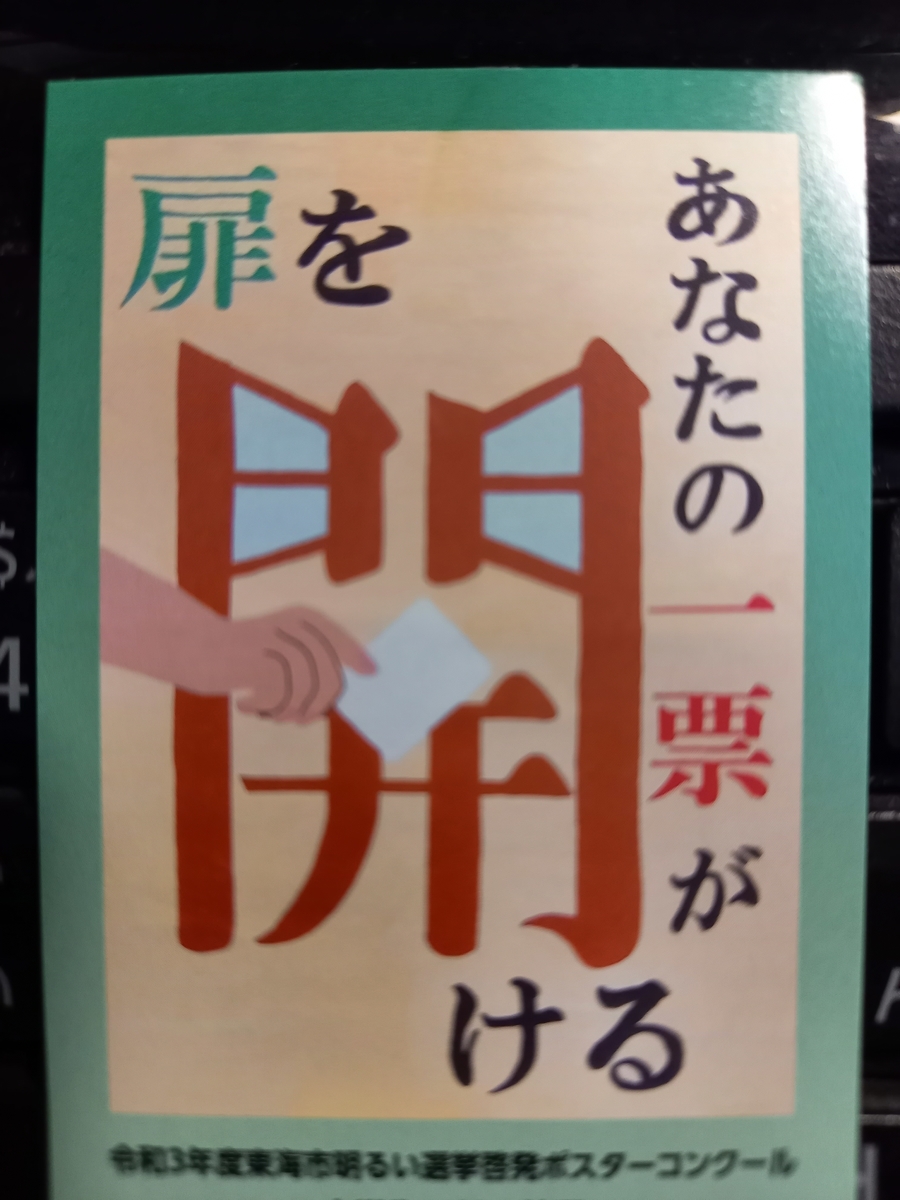 あなたの一票が
扉を
開
ける
令和3年度東海市明るい選挙啓発ポスターコンクール